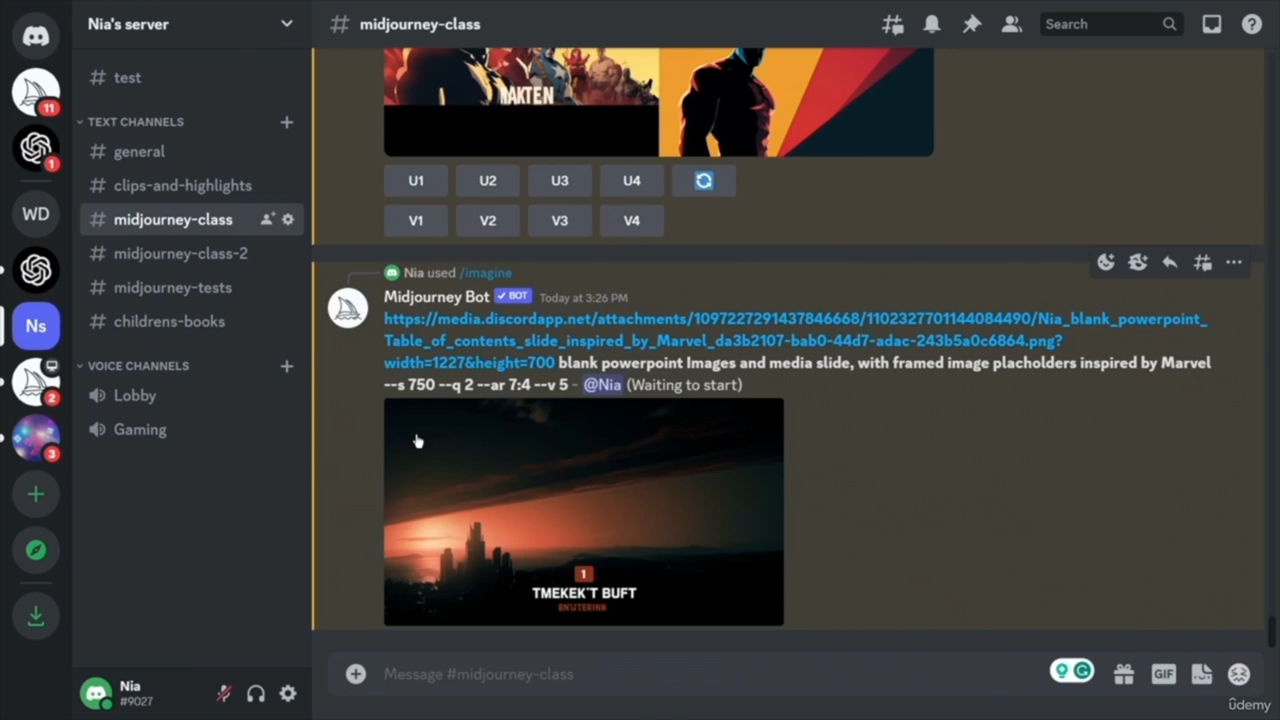 Nia's server
midjourney-class
Search
test
TEXT CHANNELS
general
clips-and-highlights
midjourney-class
midjourney-class-2
midjourney-tests
childrens-books
VOICE CHANNELS
Lobby
Gaming
11
1
WD
Ns
2
3
Nia
#9027
NAKTEN
U1
U2
U3
U4
V1
V2
V3
V4
Nia used /imagine
Midjourney Bot BOT Today at 3:26 PM
https://media.discordapp.net/attachments/1097227291437846668/1102327701144084490/Nia_blank_powerpoint_
Table_of_contents_slide_inspired_by_Marvel_da3b2107-bab0-44d7-adac-243b5a0c6864.png?
width=1227&height=700 blank powerpoint Images and media slide, with framed image placholders inspired by Marvel
--s 750 --q 2 --ar 7:4 --v 5 - @Nia (Waiting to start)
1
TMEKEK'T BUFT
BNUTERINK
Message #midjourney-class
GIF
ûdemy